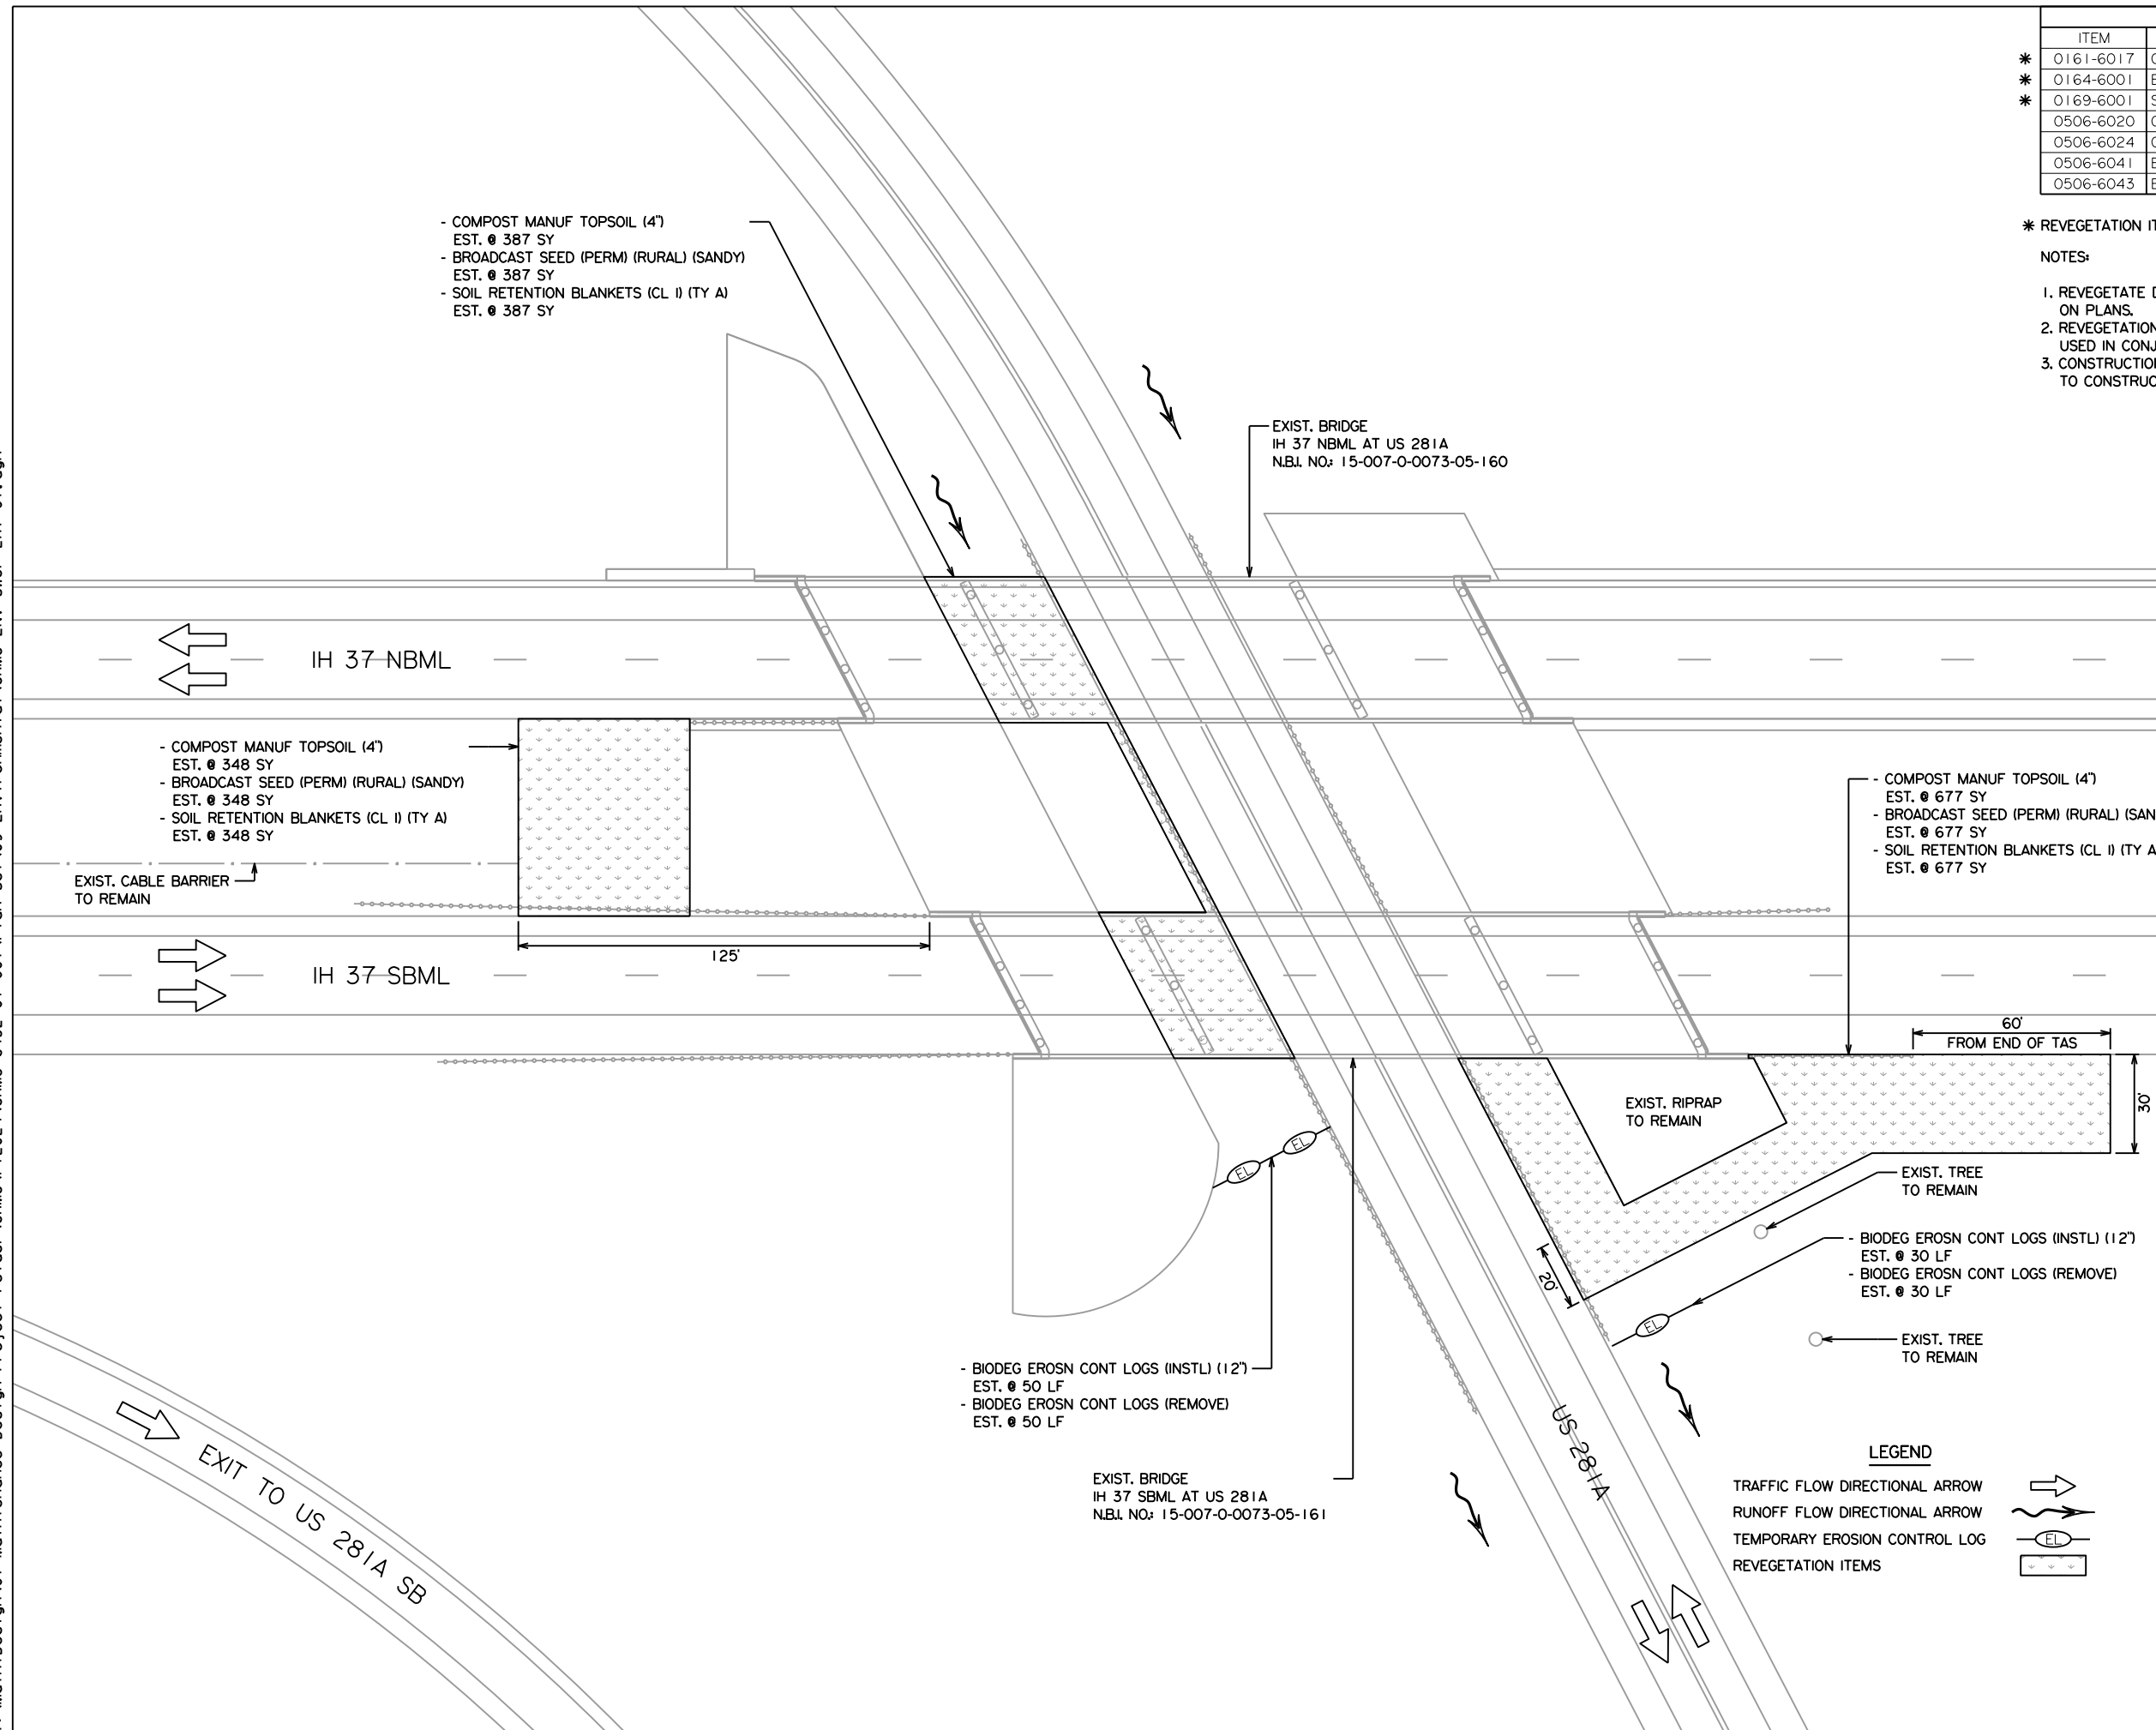 ITEM
* 0161-6017
* 0164-6001
* 0169-6001
0506-6020
0506-6024
0506-6041
0506-6043
* REVEGETATION
NOTES:
1. REVEGETATE
ON PLANS.
2. REVEGETATION
USED IN
3.
TO
- COMPOST MANUF TOPSOIL (4")
EST. @ 387 SY
- BROADCAST SEED (PERM) (RURAL) (SANDY)
EST. @ 387 SY
- SOIL RETENTION BLANKETS (CL I) (TY A)
EST. @ 387 SY
EXIST. BRIDGE
IH 37 NBML AT US 281A
N.B.I. NO.: 15-007-0-0073-05-160
IH 37 NBML
- COMPOST MANUF TOPSOIL (4")
EST. @ 348 SY
- BROADCAST SEED (PERM) (RURAL) (SANDY)
EST. @ 348 SY
- SOIL RETENTION BLANKETS (CL I) (TY A)
EST. @ 348 SY
EXIST. CABLE BARRIER
TO REMAIN
- COMPOST MANUF TOPSOIL (4")
EST. @ 677 SY
- BROADCAST SEED (PERM) (RURAL)
EST. @ 677 SY
- SOIL RETENTION BLANKETS (CL I) (TY A
EST. @ 677 SY
125'
IH 37 SBML
60'
FROM END OF TAS
30'
EXIST. RIPRAP
TO REMAIN
EL
EL
EXIST. TREE
TO REMAIN
20'
- BIODEG EROSN CONT LOGS (INSTL) (12")
EST. @ 30 LF
- BIODEG EROSN CONT LOGS (REMOVE)
EST. @ 30 LF
EL
EXIST. TREE
TO REMAIN
- BIODEG EROSN CONT LOGS (INSTL) (12")
EST. @ 50 LF
- BIODEG EROSN CONT LOGS (REMOVE)
EST. @ 50 LF
EXIST. BRIDGE
IH 37 SBML AT US 281A
N.B.I. NO.: 15-007-0-0073-05-161
US 281A
EXIT TO US 281A SB
LEGEND
TRAFFIC FLOW DIRECTIONAL ARROW
RUNOFF FLOW DIRECTIONAL ARROW
TEMPORARY EROSION CONTROL LOG
EL
REVEGETATION ITEMS